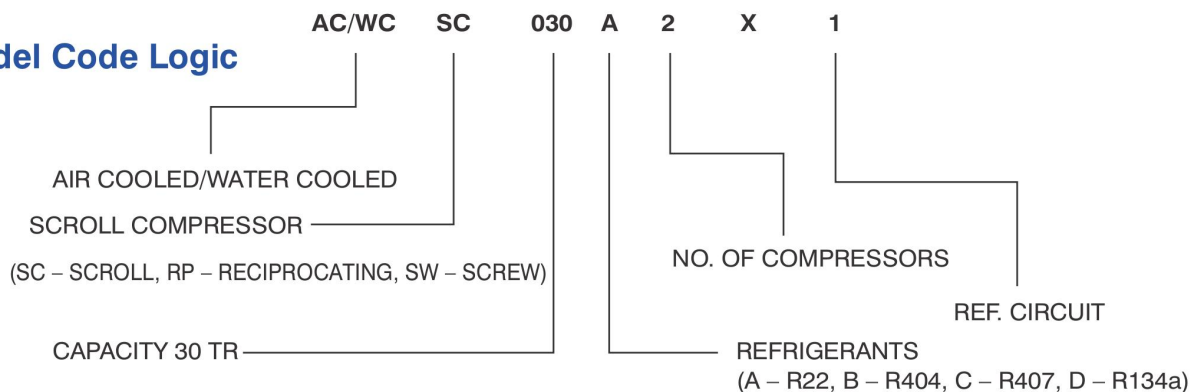 AC/WC SC 030 A 2 X 1
del Code Logic
AIR COOLED/WATER COOLED
SCROLL COMPRESSOR
(SC – SCROLL, RP – RECIPROCATING, SW – SCREW)
NO. OF COMPRESSORS
REF. CIRCUIT
CAPACITY 30 TR
REFRIGERANTS
(A – R22, B – R404, C – R407, D – R134a)